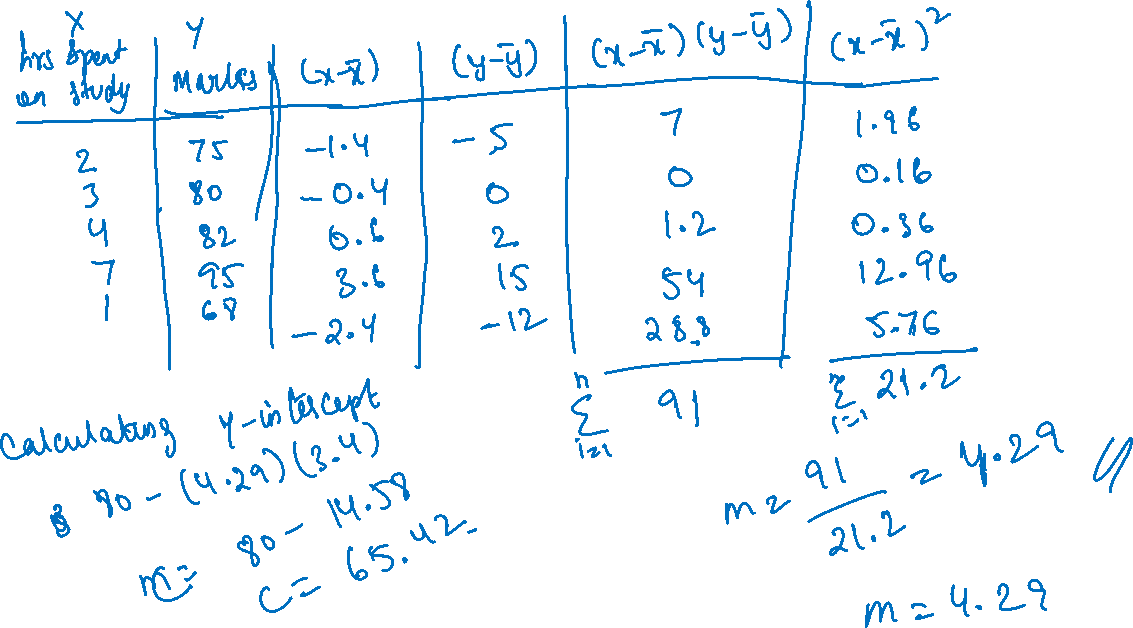 X Y
hrs spent on study | Marks | (x-x̄) | (y-ȳ) | (x-x̄)(y-ȳ) | (x-x̄)²
2 75 -1.4 -5 7 1.96
3 80 -0.4 0 0 0.16
4 82 0.6 2 1.2 0.36
7 95 3.6 15 54 12.96
1 68 -2.4 -12 28.8 5.76
n Σ i=1 91 n Σ i=1 21.2
Calculating Y-intercept
80 - (4.29)(3.4)
m = 91/21.2 = 4.29
= 80 - 14.58
c = 65.42
m = 4.29